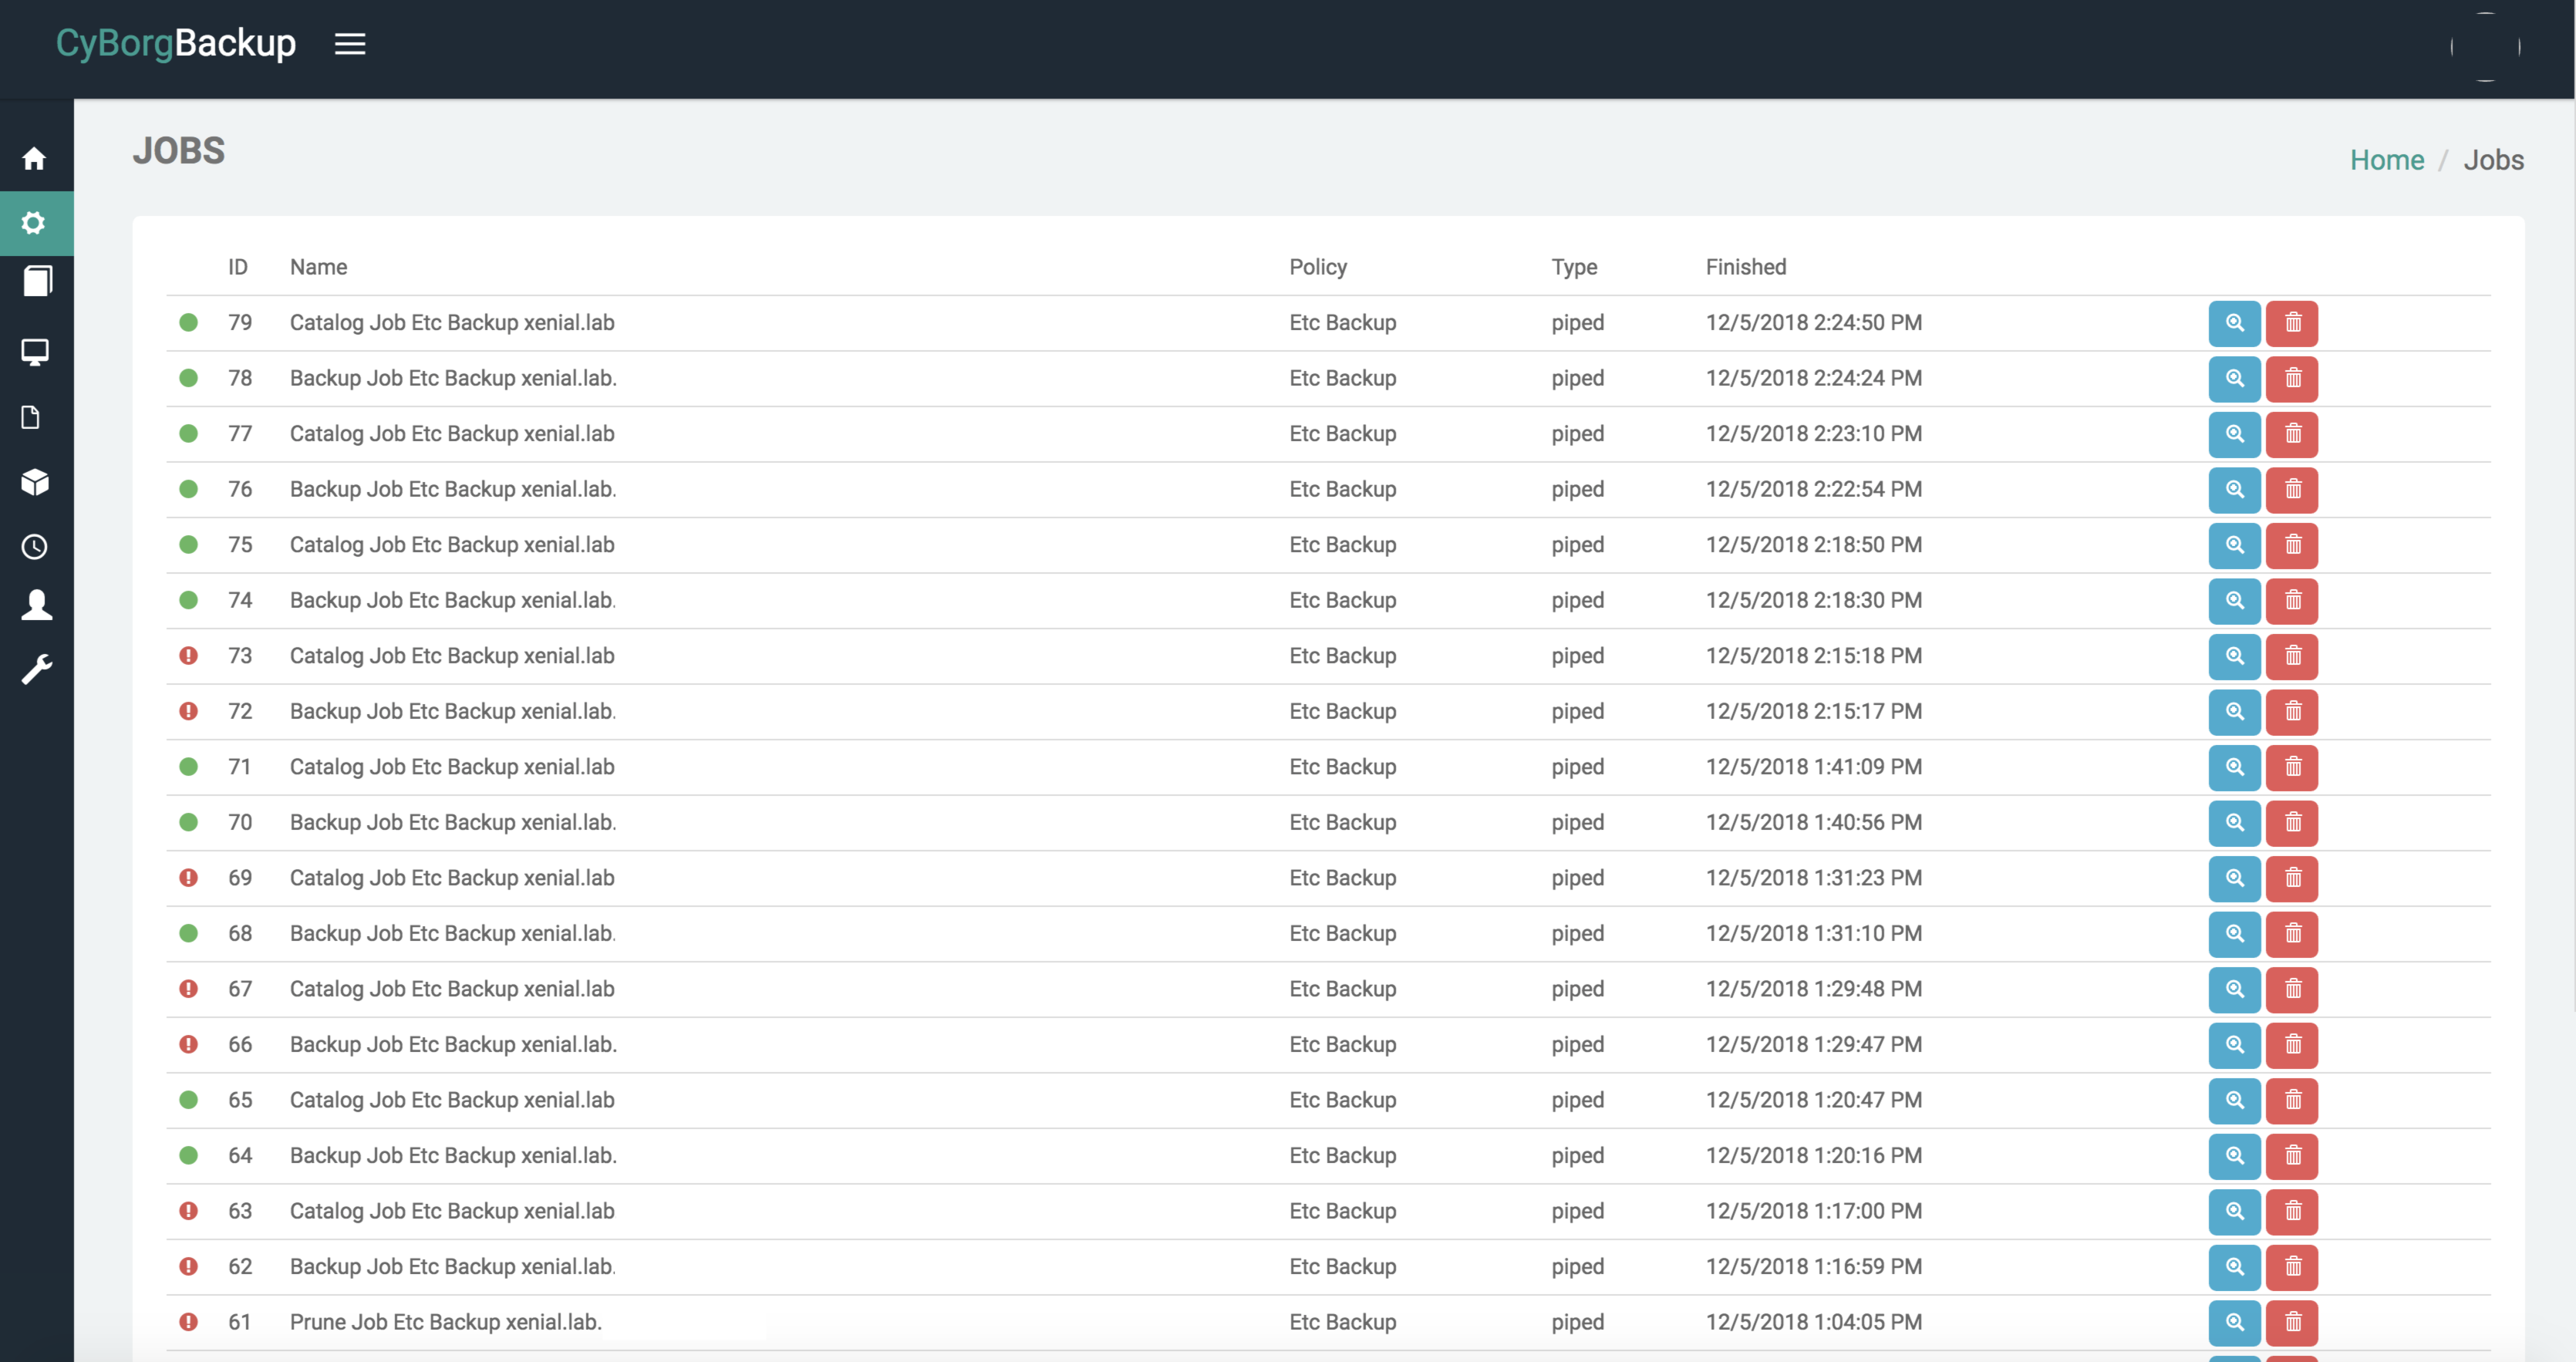 CyBorgBackup
JOBS
Home / Jobs
ID Name Policy Type Finished
79 Catalog Job Etc Backup xenial.lab Etc Backup piped 12/5/2018 2:24:50 PM
78 Backup Job Etc Backup xenial.lab. Etc Backup piped 12/5/2018 2:24:24 PM
77 Catalog Job Etc Backup xenial.lab Etc Backup piped 12/5/2018 2:23:10 PM
76 Backup Job Etc Backup xenial.lab. Etc Backup piped 12/5/2018 2:22:54 PM
75 Catalog Job Etc Backup xenial.lab Etc Backup piped 12/5/2018 2:18:50 PM
74 Backup Job Etc Backup xenial.lab. Etc Backup piped 12/5/2018 2:18:30 PM
73 Catalog Job Etc Backup xenial.lab Etc Backup piped 12/5/2018 2:15:18 PM
72 Backup Job Etc Backup xenial.lab. Etc Backup piped 12/5/2018 2:15:17 PM
71 Catalog Job Etc Backup xenial.lab Etc Backup piped 12/5/2018 1:41:09 PM
70 Backup Job Etc Backup xenial.lab. Etc Backup piped 12/5/2018 1:40:56 PM
69 Catalog Job Etc Backup xenial.lab Etc Backup piped 12/5/2018 1:31:23 PM
68 Backup Job Etc Backup xenial.lab. Etc Backup piped 12/5/2018 1:31:10 PM
67 Catalog Job Etc Backup xenial.lab Etc Backup piped 12/5/2018 1:29:48 PM
66 Backup Job Etc Backup xenial.lab. Etc Backup piped 12/5/2018 1:29:47 PM
65 Catalog Job Etc Backup xenial.lab Etc Backup piped 12/5/2018 1:20:47 PM
64 Backup Job Etc Backup xenial.lab. Etc Backup piped 12/5/2018 1:20:16 PM
63 Catalog Job Etc Backup xenial.lab Etc Backup piped 12/5/2018 1:17:00 PM
62 Backup Job Etc Backup xenial.lab. Etc Backup piped 12/5/2018 1:16:59 PM
61 Prune Job Etc Backup xenial.lab. Etc Backup piped 12/5/2018 1:04:05 PM